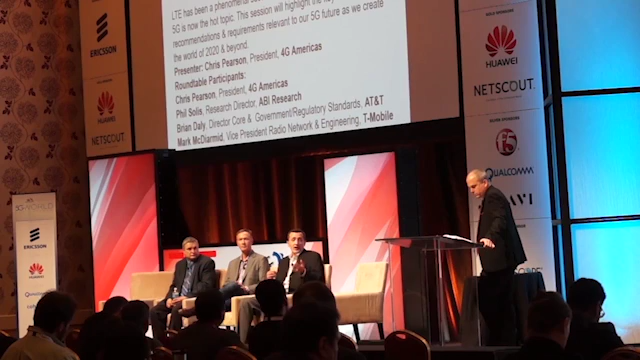 LTE has been a phenomenal
5G is now the hot topic. This session will highlight the
recommendations & requirements relevant to our 5G future as we create
the world of 2020 & beyond.
Presenter: Chris Pearson, President, 4G Americas
Roundtable Participants:
Chris Pearson, President, 4G Americas
Phil Solis, Research Director, ABI Research
Brian Daly, Director Core & Government/Regulatory Standards, AT&T
Mark McDiarmid, Vice President Radio Network & Engineering, T-Mobile
ERICSSON
HUAWEI
NETSCOUT
HUAWEI
NETSCOUT
f5
QUALCOMM
AVI
ERICSSON
HUAWEI